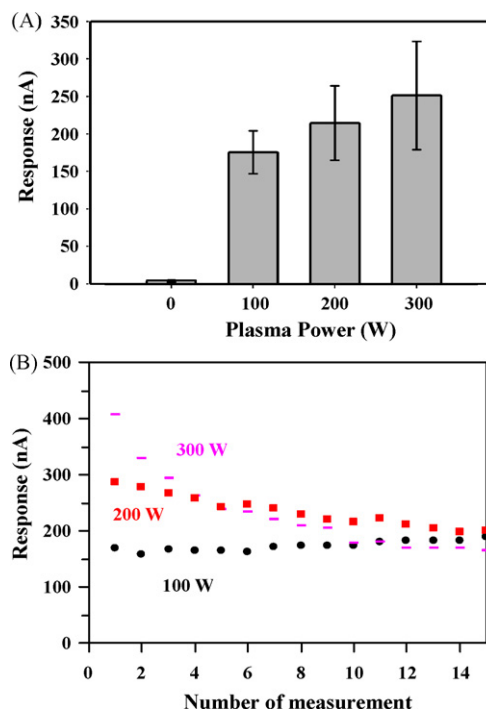 (A)
350
300
250
200
150
100
50
0
Response (nA)
0 100 200 300
Plasma Power (W)
(B)
500
400
300
200
100
0
Response (nA)
300 W
200 W
100 W
0 2 4 6 8 10 12 14
Number of measurement